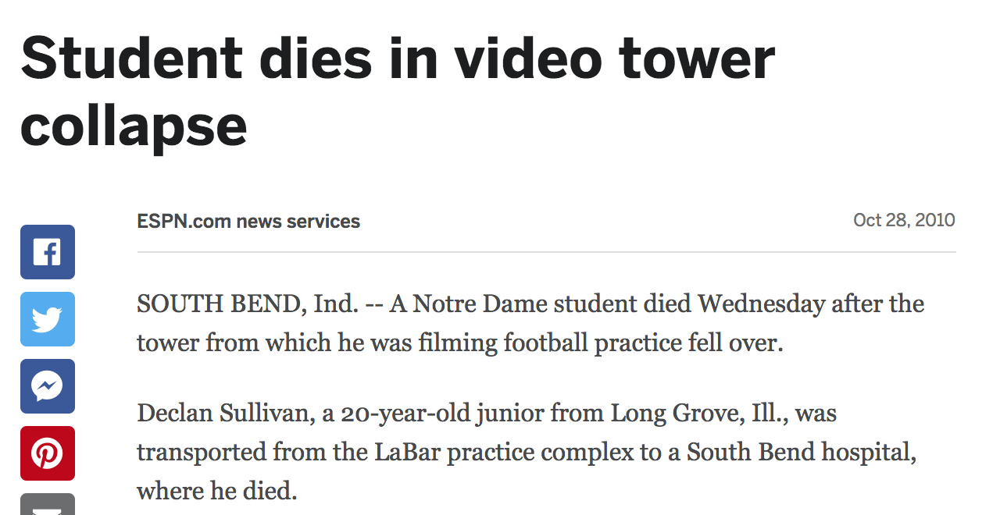 Student dies in video tower
collapse
ESPN.com news services
Oct 28, 2010
SOUTH BEND, Ind. -- A Notre Dame student died Wednesday after the
tower from which he was filming football practice fell over.
Declan Sullivan, a 20-year-old junior from Long Grove, Ill., was
transported from the LaBar practice complex to a South Bend hospital,
where he died.